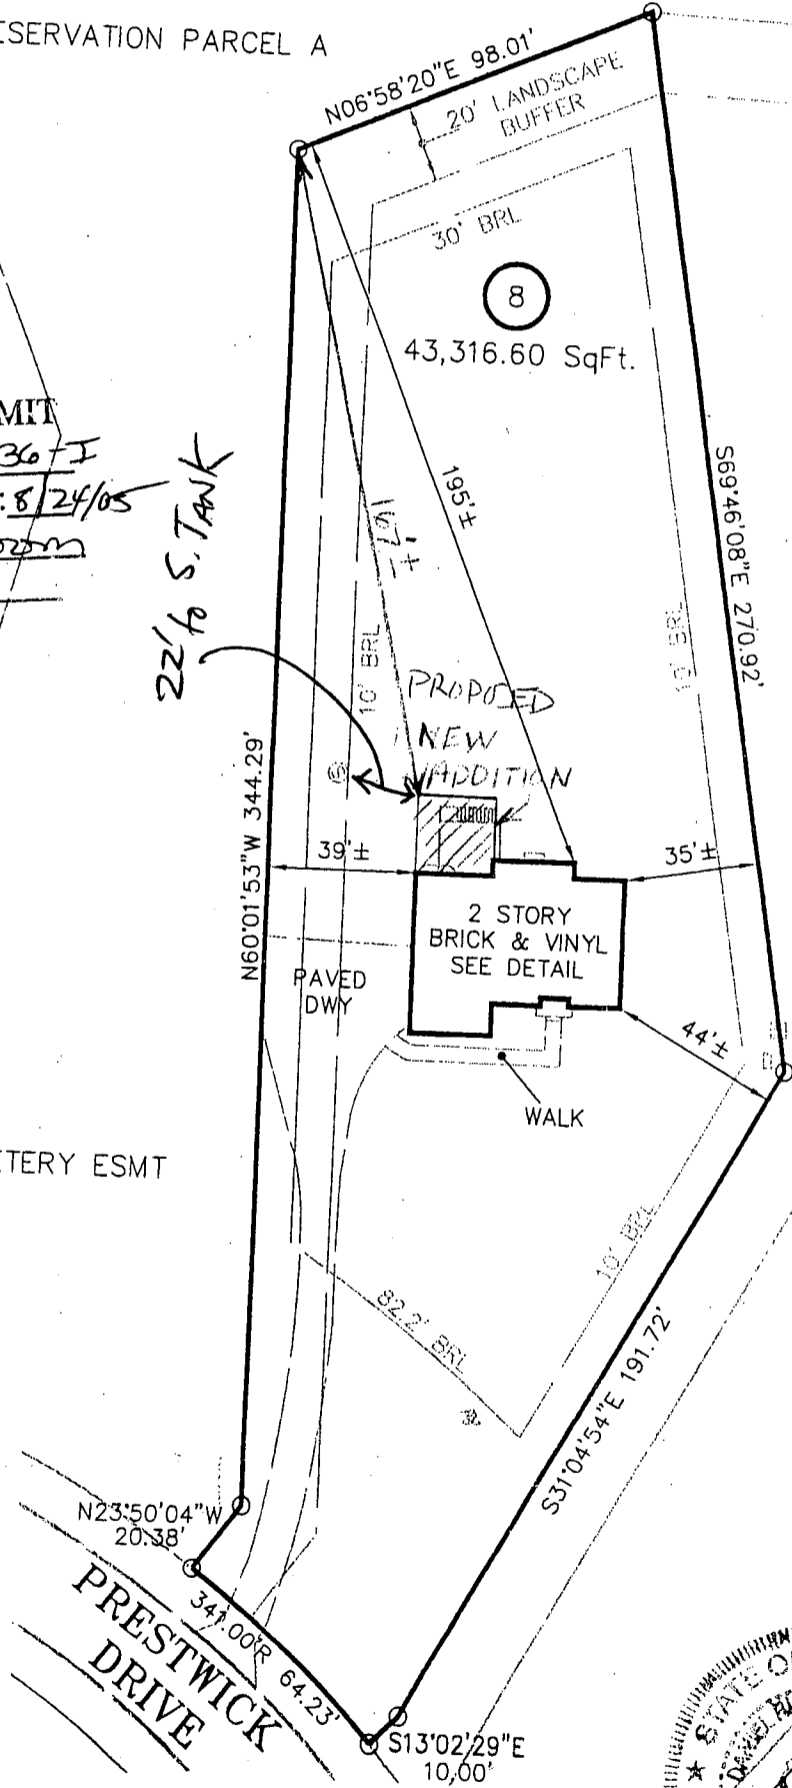 ESERVATION PARCEL A
N06°58'20"E 98.01'
20' LANDSCAPE
BUFFER
30' BRL
8
43,316.60 SqFt.
MIT
36-I
: 8/24/05
22' to S. TANK
167'±
195'±
S69°46'08"E 270.92'
10' BRL
10' BRL
PROPOSED
NEW
ADDITION
(S)
N60°01'53"W 344.29'
39'±
35'±
2 STORY
BRICK & VINYL
SEE DETAIL
PAVED
DWY
44'±
WALK
ETERY ESMT
10' BRL
82.2' BRL
S31°04'54"E 191.72'
N23°50'04"W
20.38'
PRESTWICK
DRIVE
341.00'R 64.23'
S13°02'29"E
10.00'
STATE O